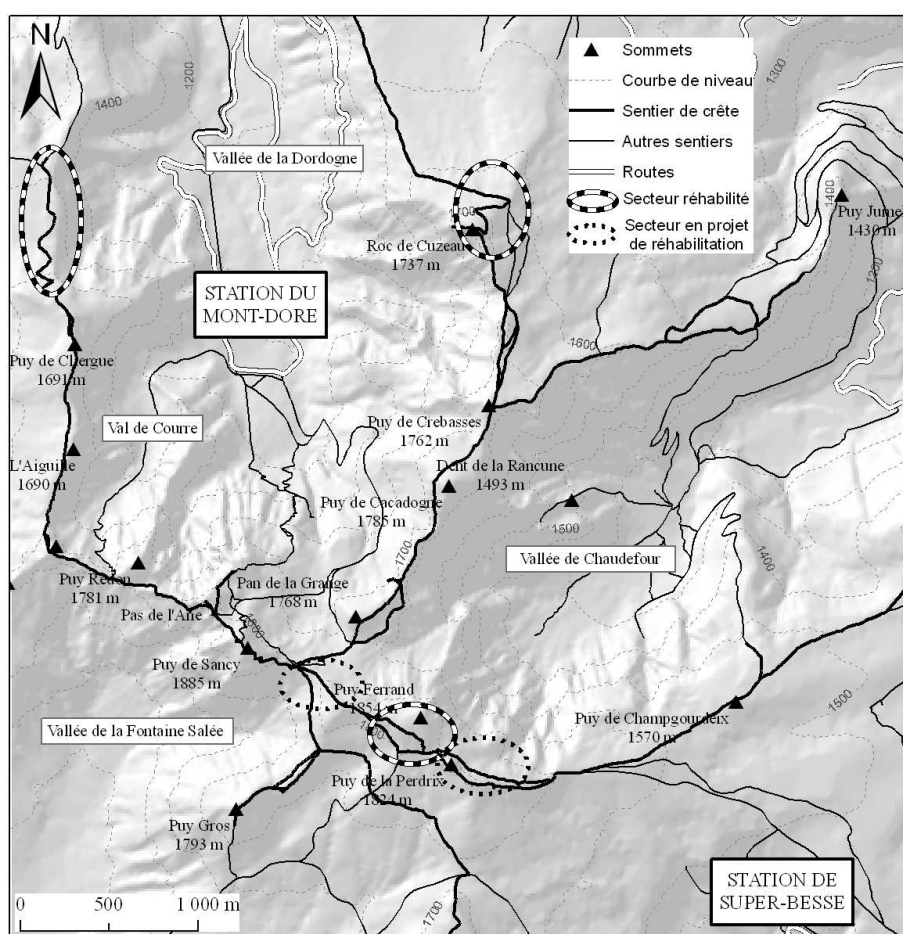 N
1400
1200
1300
Sommets
Courbe de niveau
Sentier de crête
Autres sentiers
Routes
Secteur réhabilité
Secteur en projet
de réhabilitation
Vallée de la Dordogne
1700
Roc de Cuzeau
1737 m
1400
Puy Jumel
1430 m
1200
STATION DU
MONT-DORE
Puy de Cliergue
1691 m
1600
Val de Courre
Puy de Crebasses
1762 m
L'Aiguille
1690 m
Dent de la Rancune
1493 m
Puy de Cacadogne
1785 m
1500
1700
Vallée de Chaudefour
1400
Puy Redon
1781 m
Pan de la Grange
1768 m
Pas de l'Ane
Puy de Sancy
1885 m
Puy Ferrand
1854 m
Vallée de la Fontaine Salée
Puy de Champgourdeix
1570 m
1500
Puy de la Perdrix
1824 m
Puy Gros
1793 m
1700
STATION DE
SUPER-BESSE
0 500 1 000 m